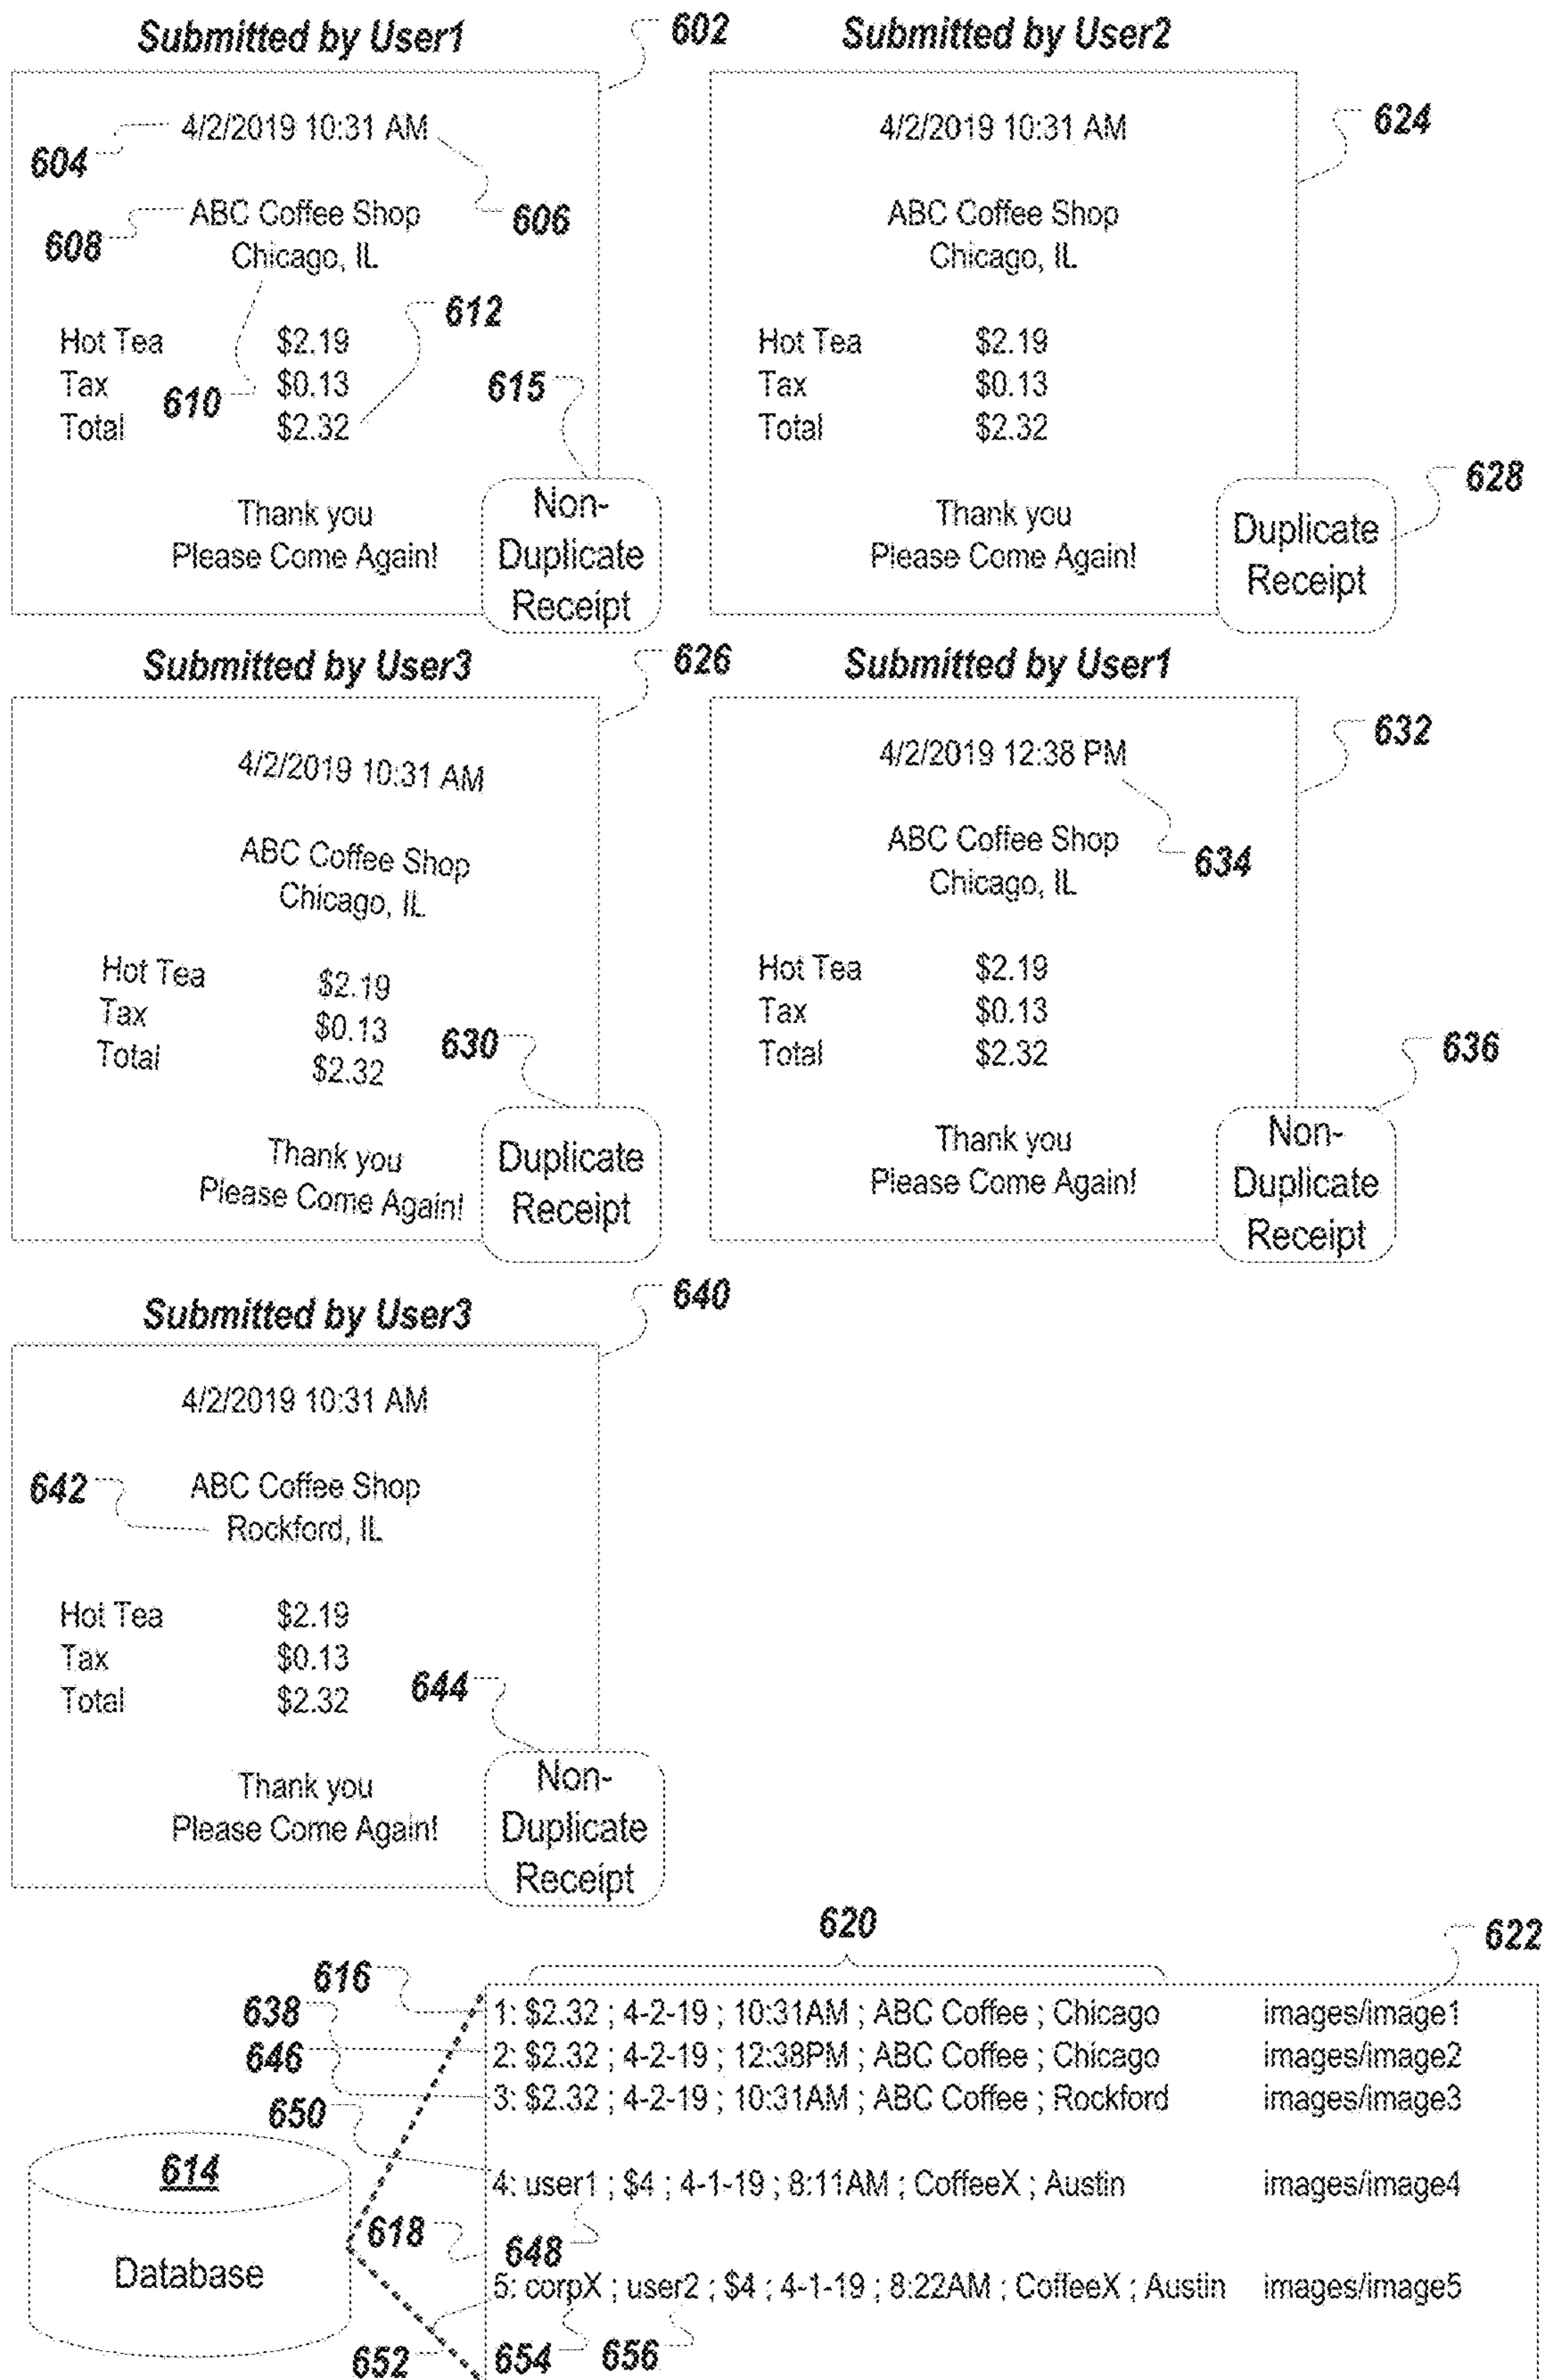 Submitted by User1
602
4/2/2019 10:31 AM
604
606
ABC Coffee Shop
608
Chicago, IL
612
Hot Tea $2.19
Tax $0.13
610
615
Total $2.32
Thank you
Please Come Again!
Non-
Duplicate
Receipt
Submitted by User2
4/2/2019 10:31 AM
624
ABC Coffee Shop
Chicago, IL
Hot Tea $2.19
Tax $0.13
Total $2.32
628
Thank you
Please Come Again!
Duplicate
Receipt
Submitted by User3
626
4/2/2019 10:31 AM
ABC Coffee Shop
Chicago, IL
Hot Tea $2.19
Tax $0.13
Total $2.32
630
Thank you
Please Come Again!
Duplicate
Receipt
Submitted by User1
632
4/2/2019 12:38 PM
ABC Coffee Shop
634
Chicago, IL
Hot Tea $2.19
Tax $0.13
Total $2.32
636
Thank you
Please Come Again!
Non-
Duplicate
Receipt
Submitted by User3
640
4/2/2019 10:31 AM
642
ABC Coffee Shop
Rockford, IL
Hot Tea $2.19
Tax $0.13
Total $2.32
644
Thank you
Please Come Again!
Non-
Duplicate
Receipt
620
622
616
638
646
650
1: $2.32 ; 4-2-19 ; 10:31AM ; ABC Coffee ; Chicago images/image1
2: $2.32 ; 4-2-19 ; 12:38PM ; ABC Coffee ; Chicago images/image2
3: $2.32 ; 4-2-19 ; 10:31AM ; ABC Coffee ; Rockford images/image3
614
4: user1 ; $4 ; 4-1-19 ; 8:11AM ; CoffeeX ; Austin images/image4
618
648
Database
5: corpX ; user2 ; $4 ; 4-1-19 ; 8:22AM ; CoffeeX ; Austin images/image5
652
654
656